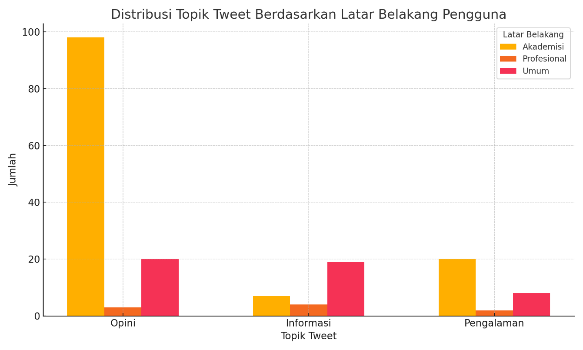 Distribusi Topik Tweet Berdasarkan Latar Belakang Pengguna
Latar Belakang
Akademisi
Profesional
Umum
Jumlah
100
80
60
40
20
0
Opini
Informasi
Pengalaman
Topik Tweet